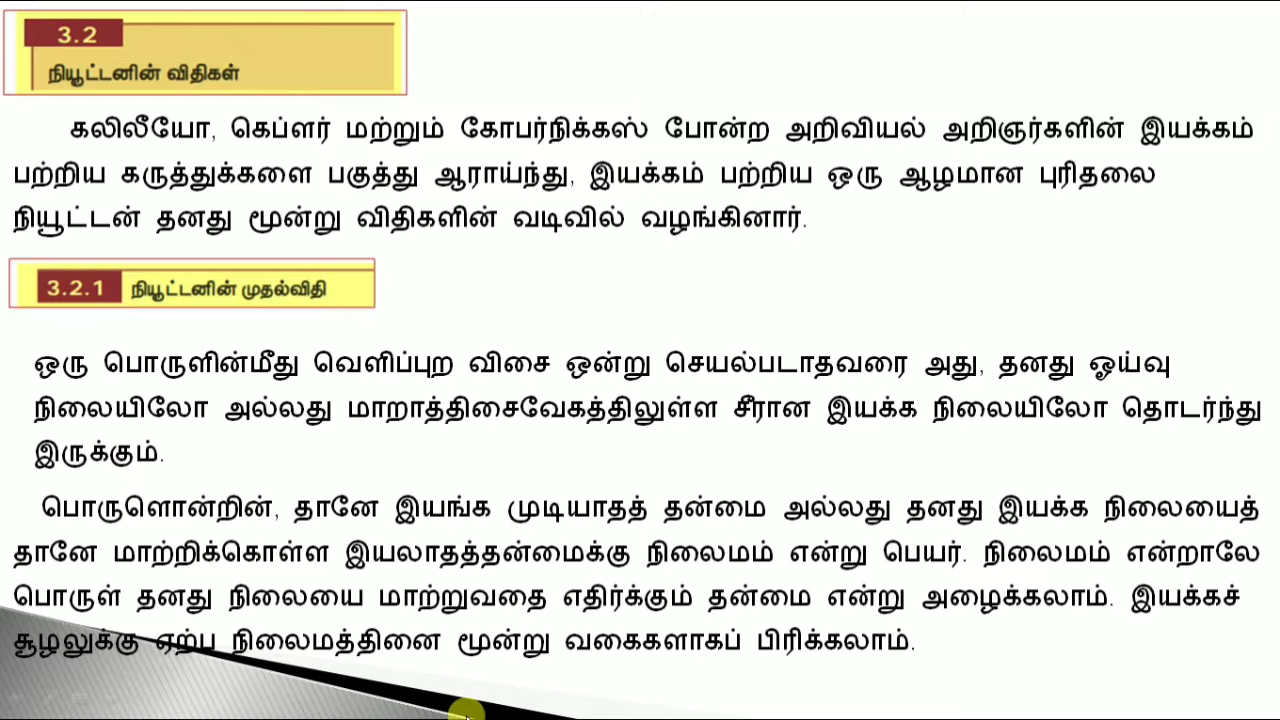 3.2
நியூட்டனின் விதிகள்
கலிலீயோ, கெப்ளர் மற்றும் கோபர்நிக்கஸ் போன்ற அறிவியல் அறிஞர்களின் இயக்கம்
பற்றிய கருத்துக்களை பகுத்து ஆராய்ந்து, இயக்கம் பற்றிய ஒரு ஆழமான புரிதலை
நியூட்டன் தனது மூன்று விதிகளின் வடிவில் வழங்கினார்.
3.2.1 நியூட்டனின் முதல்விதி
ஒரு பொருளின்மீது வெளிப்புற விசை ஒன்று செயல்படாதவரை அது, தனது ஓய்வு
நிலையிலோ அல்லது மாறாத்திசைவேகத்திலுள்ள சீரான இயக்க நிலையிலோ தொடர்ந்து
இருக்கும்.
பொருளொன்றின், தானே இயங்க முடியாதத் தன்மை அல்லது தனது இயக்க நிலையைத்
தானே மாற்றிக்கொள்ள இயலாதத்தன்மைக்கு நிலைமம் என்று பெயர். நிலைமம் என்றாலே
பொருள் தனது நிலையை மாற்றுவதை எதிர்க்கும் தன்மை என்று அழைக்கலாம். இயக்கச்
சூழலுக்கு ஏற்ப நிலைமத்தினை மூன்று வகைகளாகப் பிரிக்கலாம்.